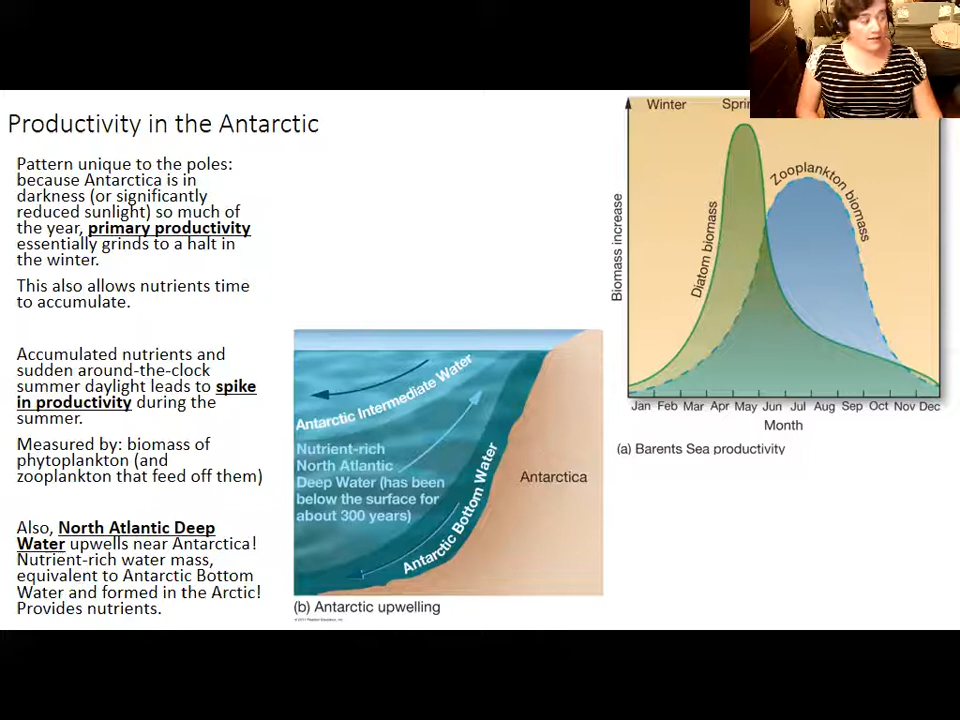 Productivity in the Antarctic
Pattern unique to the poles:
because Antarctica is in
darkness (or significantly
reduced sunlight) so much of
the year, primary productivity
essentially grinds to a halt in
the winter.
This also allows nutrients time
to accumulate.
Accumulated nutrients and
sudden around-the-clock
summer daylight leads to spike
in productivity during the
summer.
Measured by: biomass of
phytoplankton (and
zooplankton that feed off them)
Also, North Atlantic Deep
Water upwells near Antarctica!
Nutrient-rich water mass,
equivalent to Antarctic Bottom
Water and formed in the Arctic!
Provides nutrients.
Antarctic Intermediate Water
Nutrient-rich
North Atlantic
Deep Water (has been
below the surface for
about 300 years)
Antarctic Bottom Water
Antarctica
(b) Antarctic upwelling
Winter
Biomass increase
Diatom biomass
Zooplankton biomass
Jan Feb Mar Apr May Jun Jul Aug Sep Oct Nov Dec
Month
(a) Barents Sea productivity